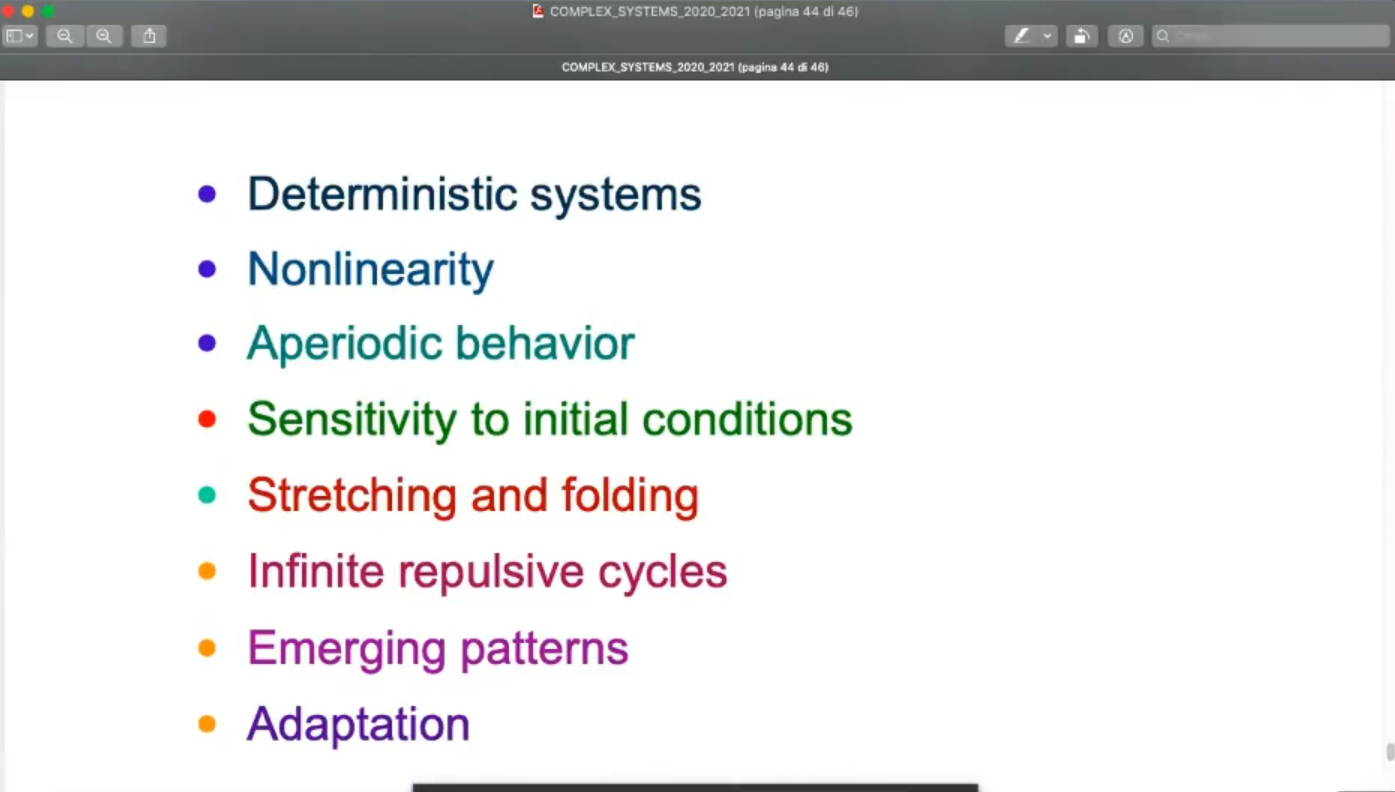 COMPLEX_SYSTEMS_2020_2021 (pagina 44 di 46)
COMPLEX_SYSTEMS_2020_2021 (pagina 44 di 46)
Deterministic systems
Nonlinearity
Aperiodic behavior
Sensitivity to initial conditions
Stretching and folding
Infinite repulsive cycles
Emerging patterns
Adaptation